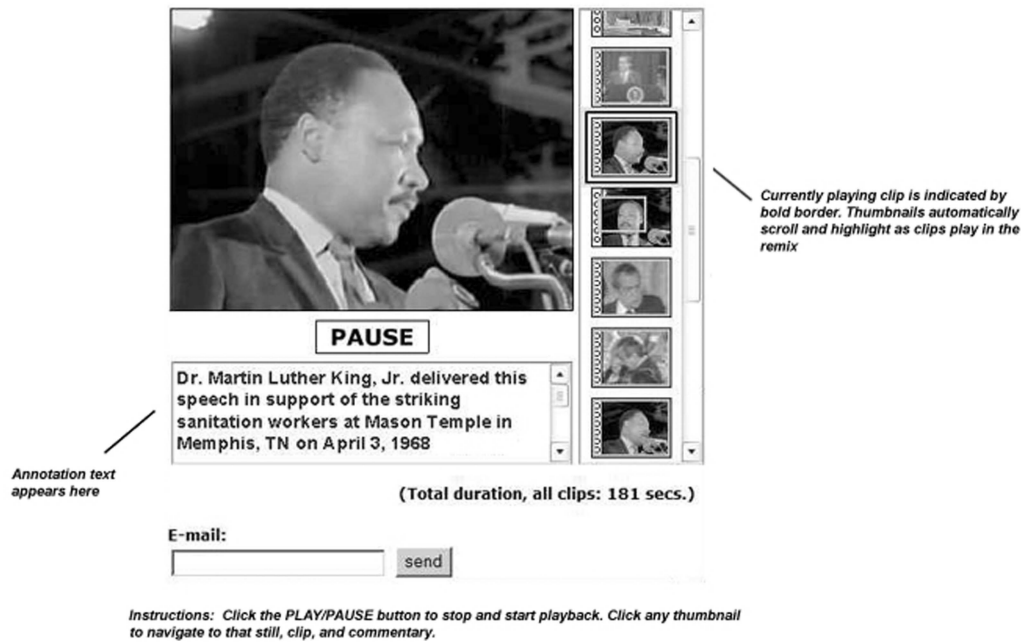 Currently playing clip is indicated by
bold border. Thumbnails automatically
scroll and highlight as clips play in the
remix
PAUSE
Dr. Martin Luther King, Jr. delivered this
speech in support of the striking
sanitation workers at Mason Temple in
Memphis, TN on April 3, 1968
Annotation text
appears here
(Total duration, all clips: 181 secs.)
E-mail:
send
Instructions: Click the PLAY/PAUSE button to stop and start playback. Click any thumbnail
to navigate to that still, clip, and commentary.